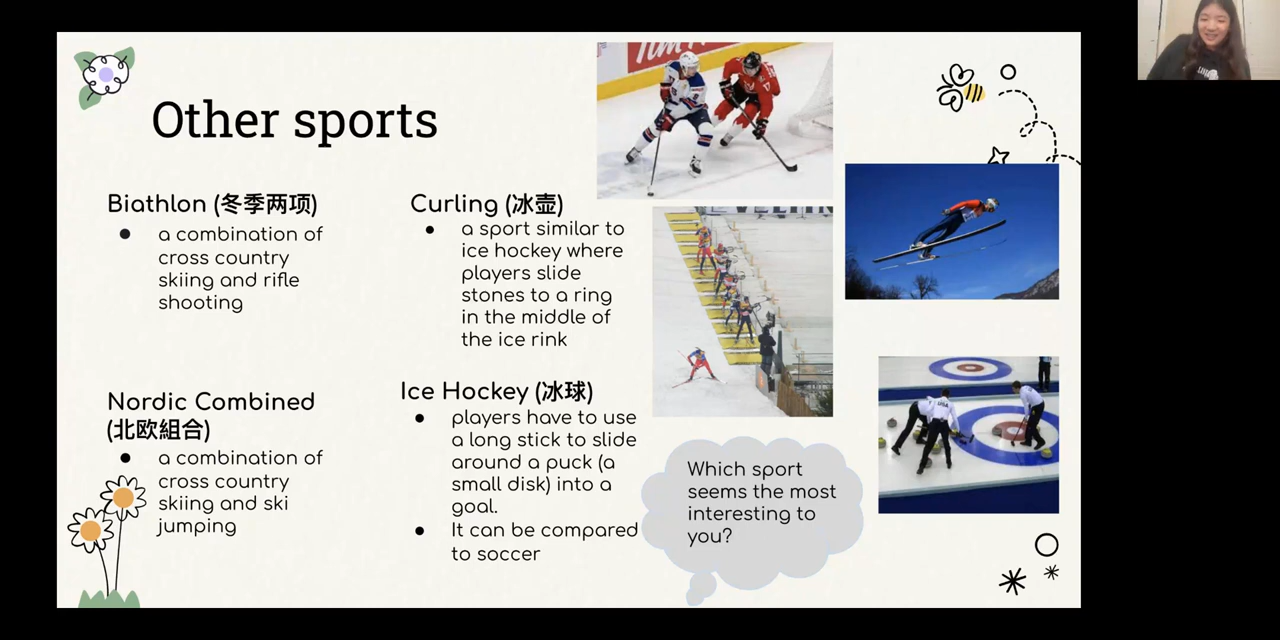 Other sports
Biathlon (冬季两项)
a combination of
cross country
skiing and rifle
shooting
Nordic Combined
(北欧組合)
a combination of
cross country
skiing and ski
jumping
Curling (冰壶)
a sport similar to
ice hockey where
players slide
stones to a ring
in the middle of
the ice rink
Ice Hockey (冰球)
players have to use
a long stick to slide
around a puck (a
small disk) into a
goal.
It can be compared
to soccer
Which sport
seems the most
interesting to
you?